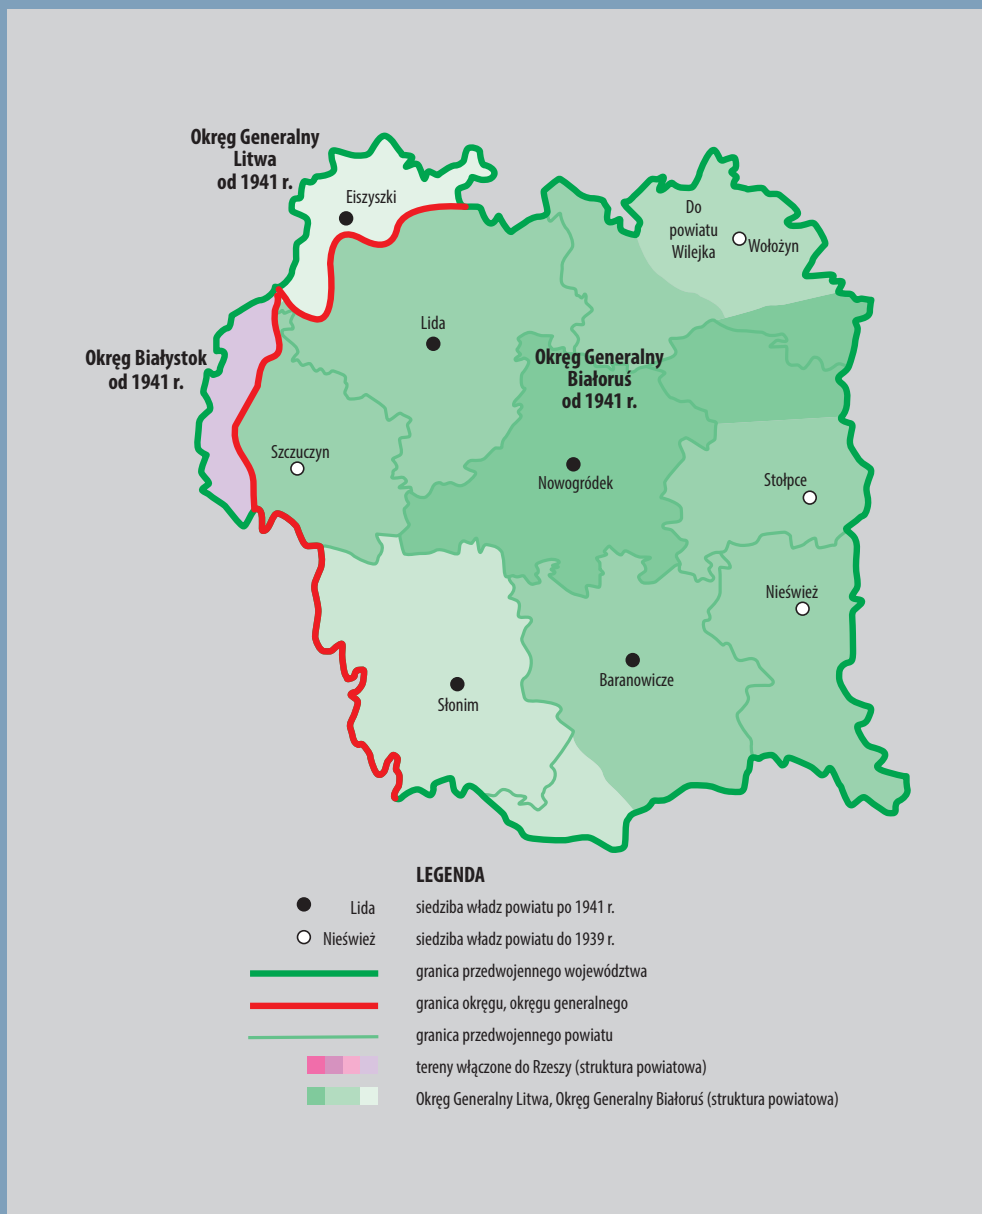 Okręg Generalny
Litwa
od 1941 r.
Eiszyszki
Do
powiatu
Wilejka
Wołożyn
Lida
Okręg Białystok
od 1941 r.
Okręg Generalny
Białoruś
od 1941 r.
Szczuczyn
Nowogródek
Stołpce
Nieśwież
Baranowicze
Słonim
LEGENDA
Lida siedziba władz powiatu po 1941 r.
Nieśwież siedziba władz powiatu do 1939 r.
granica przedwojennego województwa
granica okręgu, okręgu generalnego
granica przedwojennego powiatu
tereny włączone do Rzeszy (struktura powiatowa)
Okręg Generalny Litwa, Okręg Generalny Białoruś (struktura powiatowa)